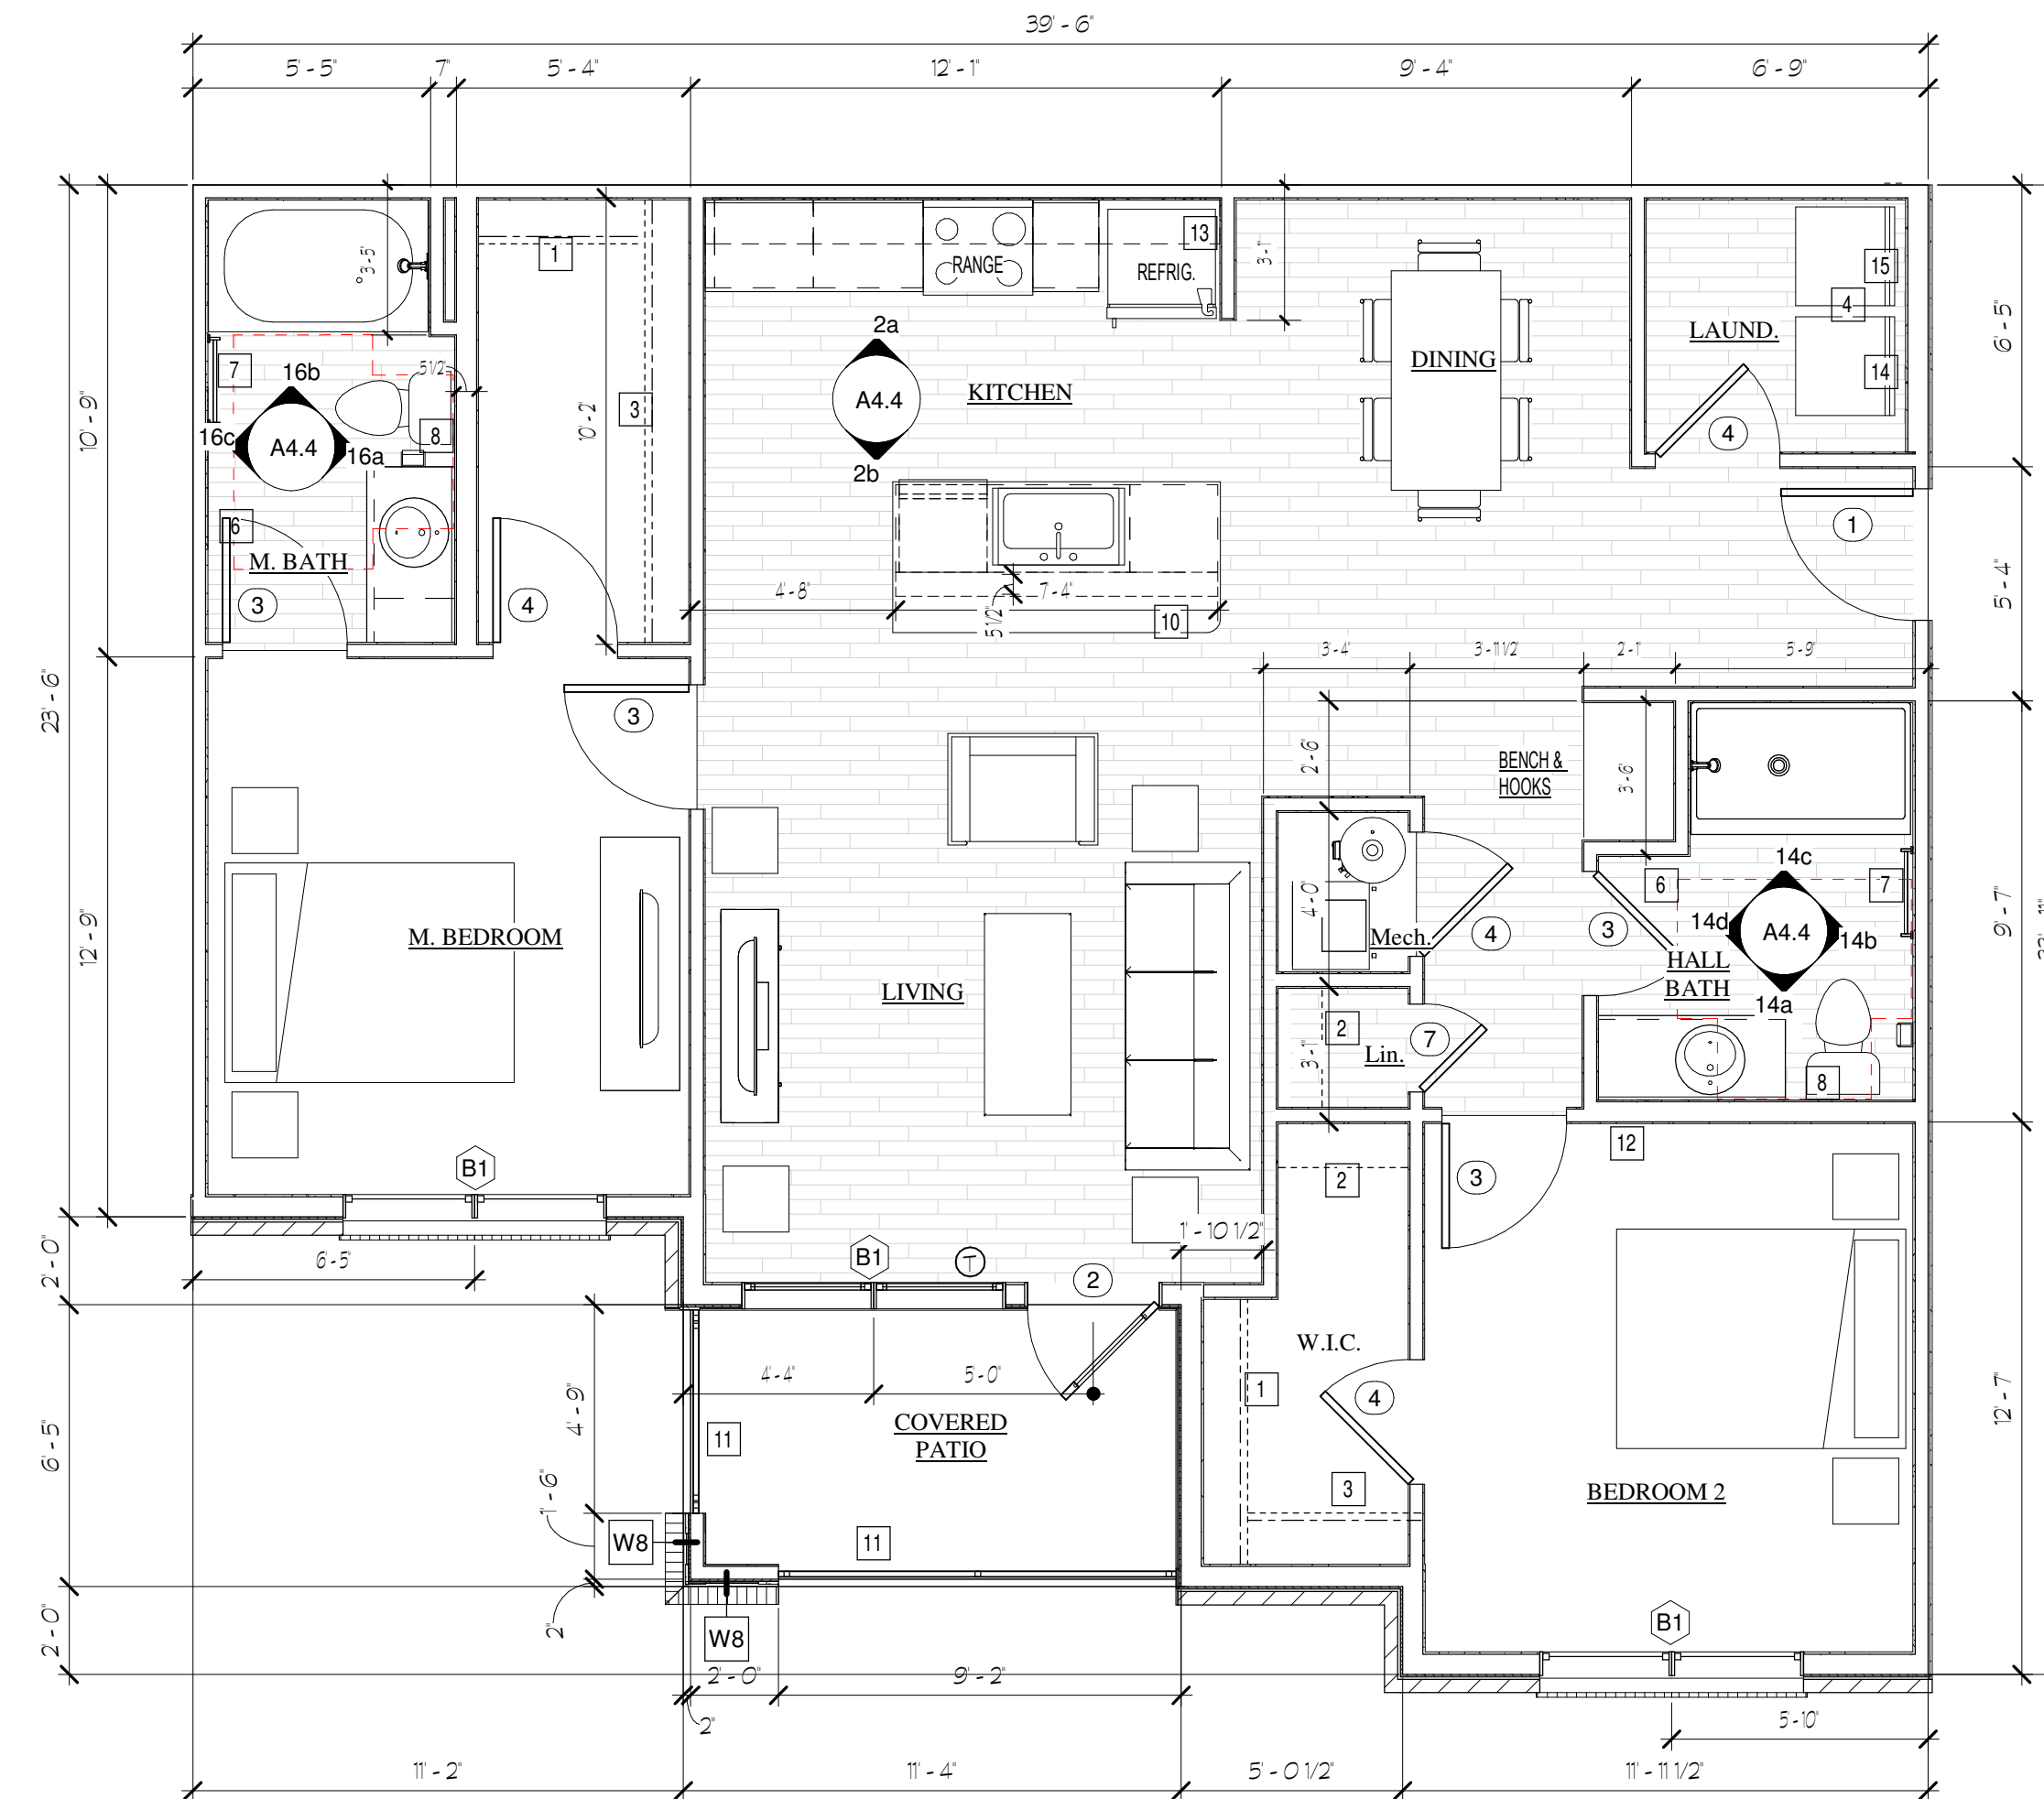 39' - 6"
5' - 5"
7"
5' - 4"
12' - 1"
9' - 4"
6' - 9"
3' - 5"
1
RANGE
13
REFRIG.
3' - 1"
15
4
LAUND.
14
6' - 5"
10' - 9"
7
16b
5 1/2"
16c
A4.4
16a
8
3
10' - 2"
2a
A4.4
2b
KITCHEN
DINING
4
1
6
M. BATH
3
4
4' - 8"
7' - 4"
5 1/2"
10
5' - 4"
3' - 4"
3' - 11 1/2"
2' - 1"
5' - 9"
23' - 6"
3
2' - 6"
BENCH &
HOOKS
3' - 6"
12' - 9"
M. BEDROOM
LIVING
4' - 0"
Mech.
4
3
6
14c
7
14d
A4.4
14b
14a
HALL
BATH
9' - 7"
2
7
Lin.
3' - 1"
8
B1
12
2
3
1' - 10 1/2"
2' - 0"
6' - 5"
B1
T
2
W.I.C.
4' - 4"
5' - 0"
1
4
COVERED
PATIO
11
4' - 9"
6' - 5"
12' - 7"
BEDROOM 2
3
1' - 6"
W8
11
2"
W8
2' - 0"
B1
2' - 0"
9' - 2"
2"
5' - 10"
11' - 2"
11' - 4"
5' - 0 1/2"
11' - 11 1/2"